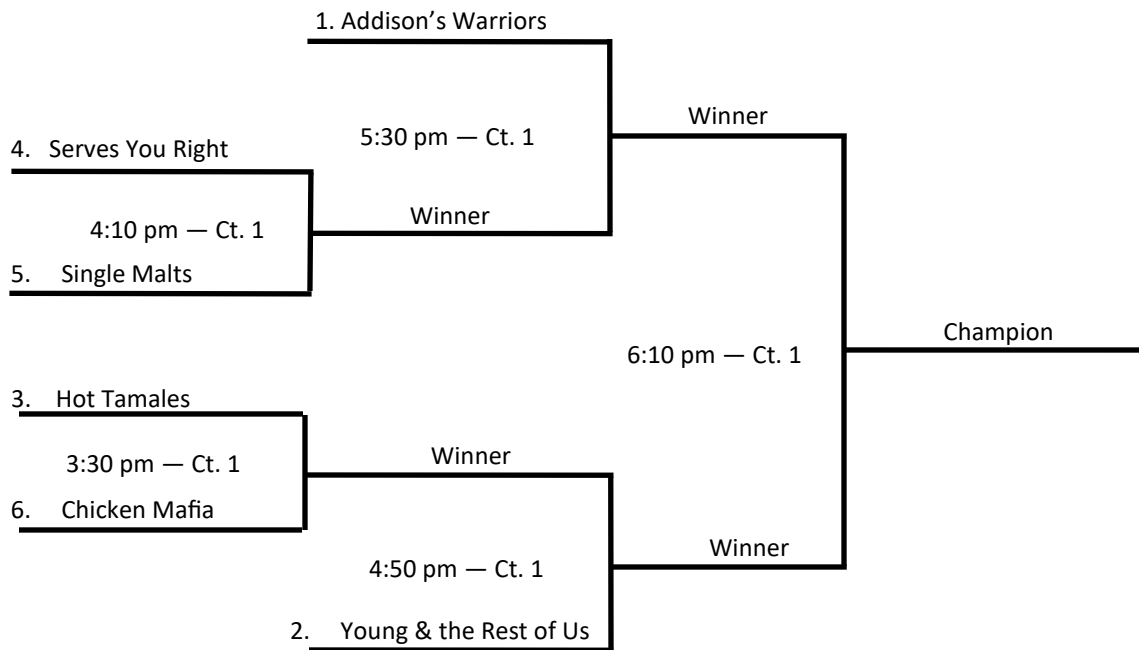 1. Addison’s Warriors
Winner
5:30 pm — Ct. 1
4. Serves You Right
Winner
4:10 pm — Ct. 1
5. Single Malts
Champion
6:10 pm — Ct. 1
3. Hot Tamales
Winner
3:30 pm — Ct. 1
6. Chicken Mafia
Winner
4:50 pm — Ct. 1
2. Young & the Rest of Us